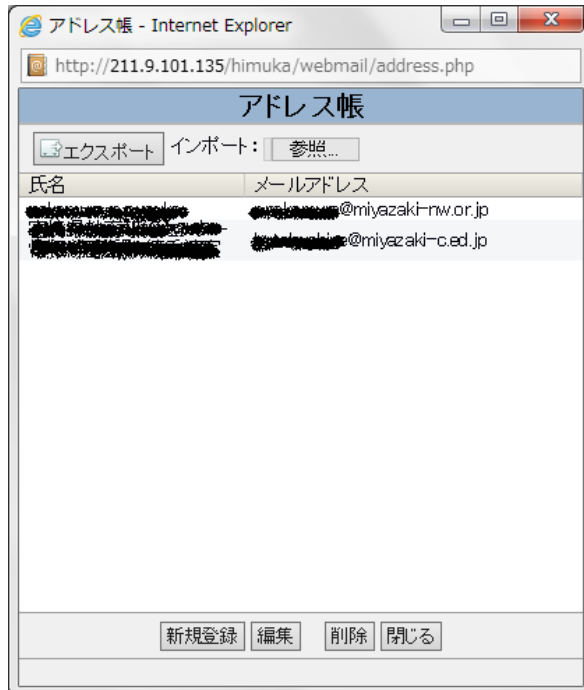 アドレス帳 - Internet Explorer
http://211.9.101.135/himuka/webmail/address.php
アドレス帳
エクスポート インポート: 参照...
氏名 メールアドレス
@miyazaki-nw.or.jp
@miyazaki-c.ed.jp
新規登録 編集 削除 閉じる